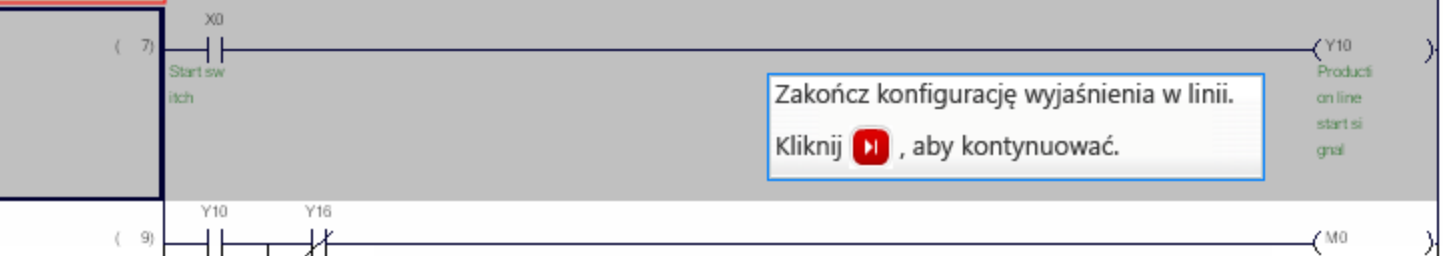 X0
( 7)
Y10
Start sw
itch
Producti
on line
start si
gnal
Zakończ konfigurację wyjaśnienia w linii.
Kliknij , aby kontynuować.
Y10 Y16
( 9)
M0